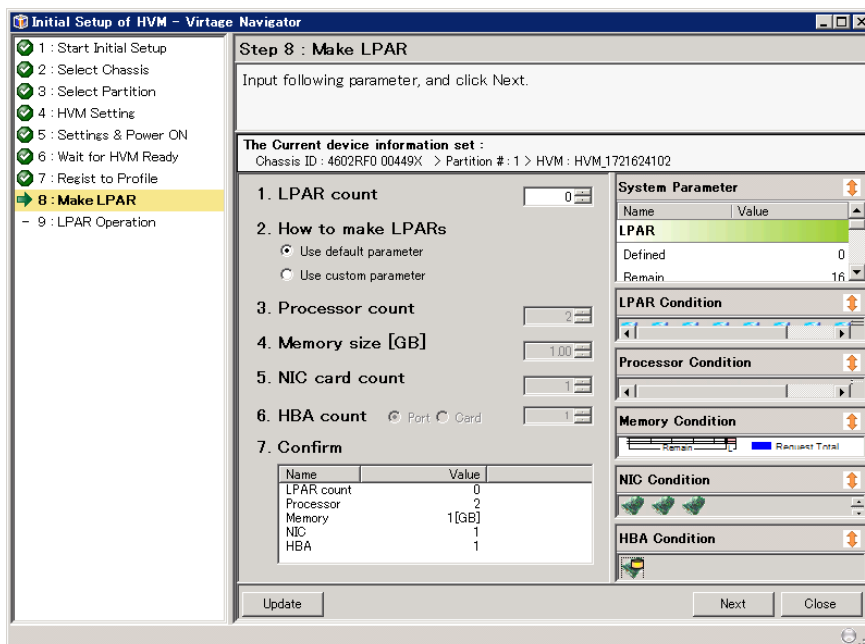 Initial Setup of HVM - Virtage Navigator
1 : Start Initial Setup
2 : Select Chassis
3 : Select Partition
4 : HVM Setting
5 : Settings & Power ON
6 : Wait for HVM Ready
7 : Regist to Profile
8 : Make LPAR
- 9 : LPAR Operation
Step 8 : Make LPAR
Input following parameter, and click Next.
The Current device information set :
Chassis ID : 4602RF0 00449X > Partition # : 1 > HVM : HVM_1721624102
1. LPAR count 0
2. How to make LPARs
Use default parameter
Use custom parameter
3. Processor count 2
4. Memory size [GB] 1.00
5. NIC card count 1
6. HBA count Port Card 1
7. Confirm
Name Value
LPAR count 0
Processor 2
Memory 1[GB]
NIC 1
HBA 1
System Parameter
Name Value
LPAR
Defined 0
Remain 16
LPAR Condition
Processor Condition
Memory Condition
Remain Request Total
NIC Condition
HBA Condition
Update Next Close